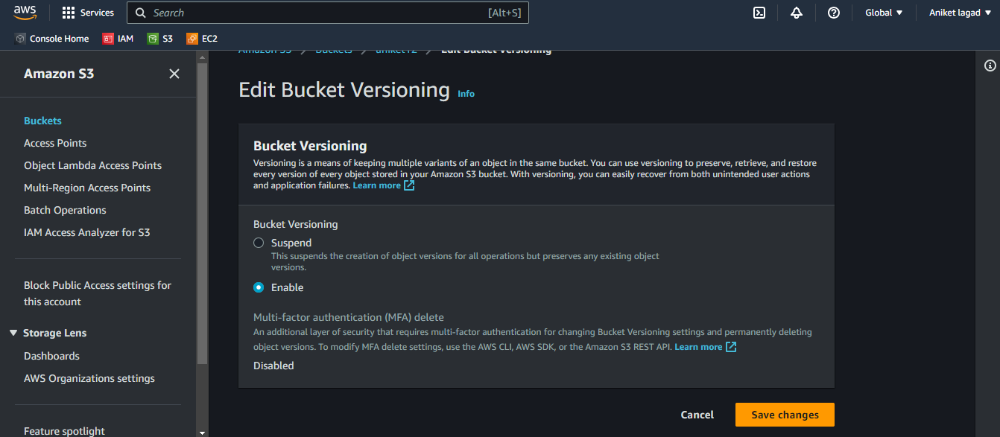 aws
Services
Search
[Alt+S]
Global
Aniket lagad
Console Home
IAM
S3
EC2
Amazon S3
Buckets
Access Points
Object Lambda Access Points
Multi-Region Access Points
Batch Operations
IAM Access Analyzer for S3
Block Public Access settings for
this account
Storage Lens
Dashboards
AWS Organizations settings
Feature spotlight
Amazon S3
Buckets
aniket12
Edit Bucket Versioning
Edit Bucket Versioning Info
Bucket Versioning
Versioning is a means of keeping multiple variants of an object in the same bucket. You can use versioning to preserve, retrieve, and restore
every version of every object stored in your Amazon S3 bucket. With versioning, you can easily recover from both unintended user actions
and application failures. Learn more
Bucket Versioning
Suspend
This suspends the creation of object versions for all operations but preserves any existing object
versions.
Enable
Multi-factor authentication (MFA) delete
An additional layer of security that requires multi-factor authentication for changing Bucket Versioning settings and permanently deleting
object versions. To modify MFA delete settings, use the AWS CLI, AWS SDK, or the Amazon S3 REST API. Learn more
Disabled
Cancel
Save changes